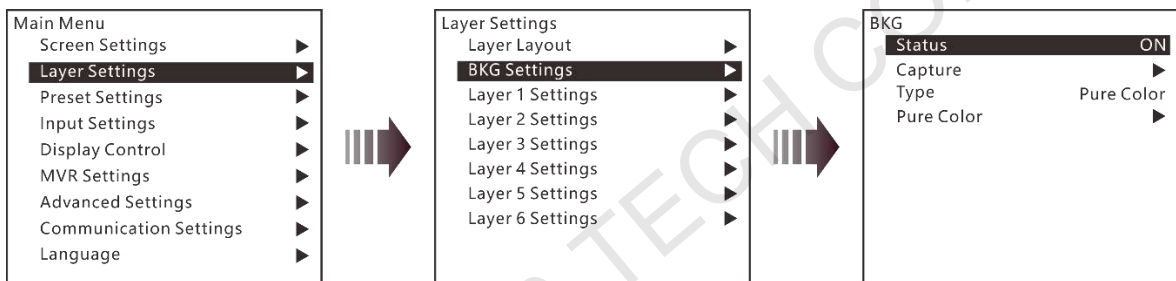 Main Menu
Screen Settings
Layer Settings
Preset Settings
Input Settings
Display Control
MVR Settings
Advanced Settings
Communication Settings
Language
Layer Settings
Layer Layout
BKG Settings
Layer 1 Settings
Layer 2 Settings
Layer 3 Settings
Layer 4 Settings
Layer 5 Settings
Layer 6 Settings
BKG
Status ON
Capture
Type Pure Color
Pure Color
TECH